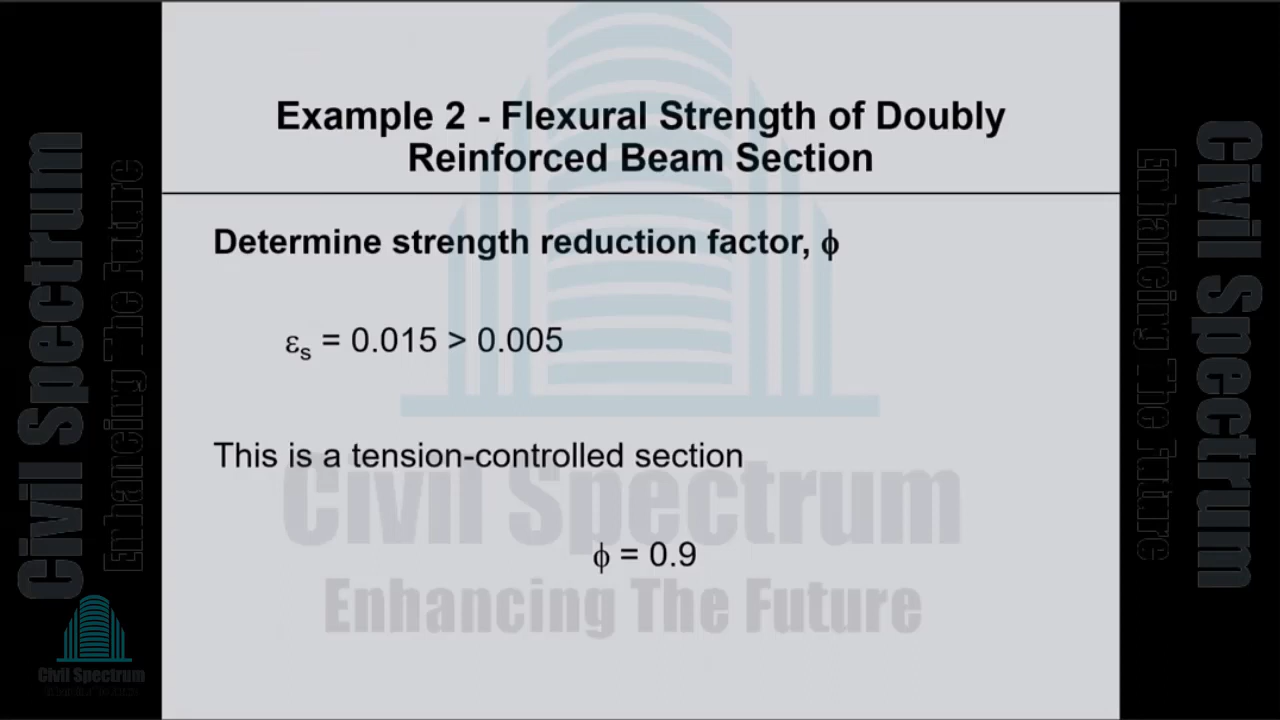 Example 2 - Flexural Strength of Doubly
Reinforced Beam Section
Determine strength reduction factor, ϕ
εs = 0.015 > 0.005
This is a tension-controlled section
ϕ = 0.9
Civil Spectrum
Enhancing The Future
Civil Spectrum
Enhancing The Future
Civil Spectrum
Enhancing The Future
Civil Spectrum